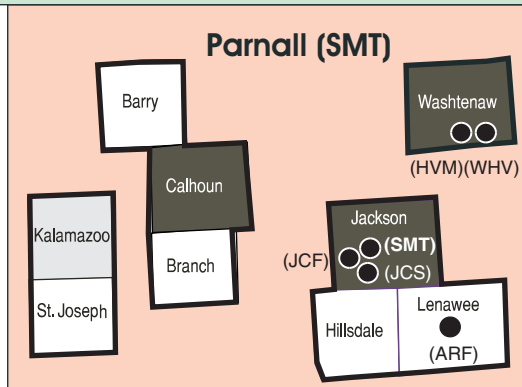 Parnall (SMT)
Barry
Washtenaw
(HVM)(WHV)
Calhoun
Kalamazoo
Jackson
(SMT)
(JCF)
(JCS)
Branch
St. Joseph
Hillsdale
Lenawee
(ARF)